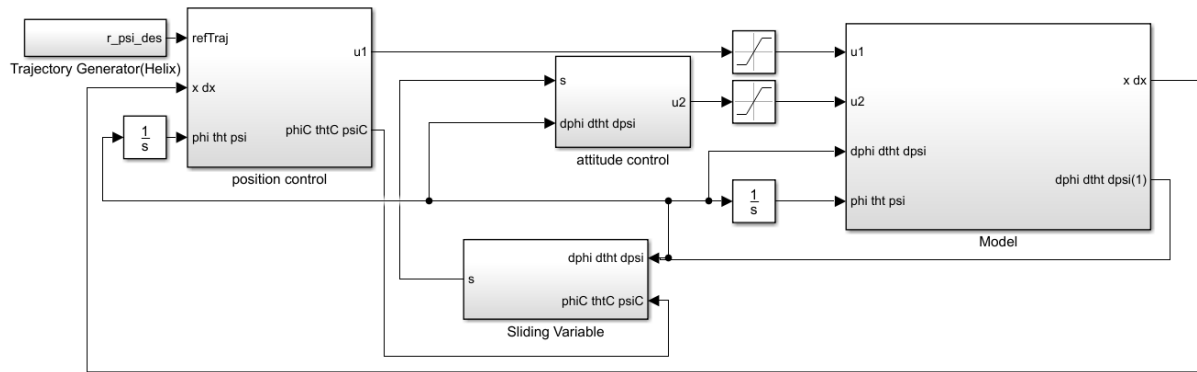 r_psi_des
Trajectory Generator(Helix)
refTraj
x dx
phi tht psi
u1
phiC thtC psiC
position control
1
s
s
dphi dtht dpsi
u2
attitude control
u1
u2
dphi dtht dpsi
phi tht psi
x dx
dphi dtht dpsi(1)
Model
1
s
s
dphi dtht dpsi
phiC thtC psiC
Sliding Variable